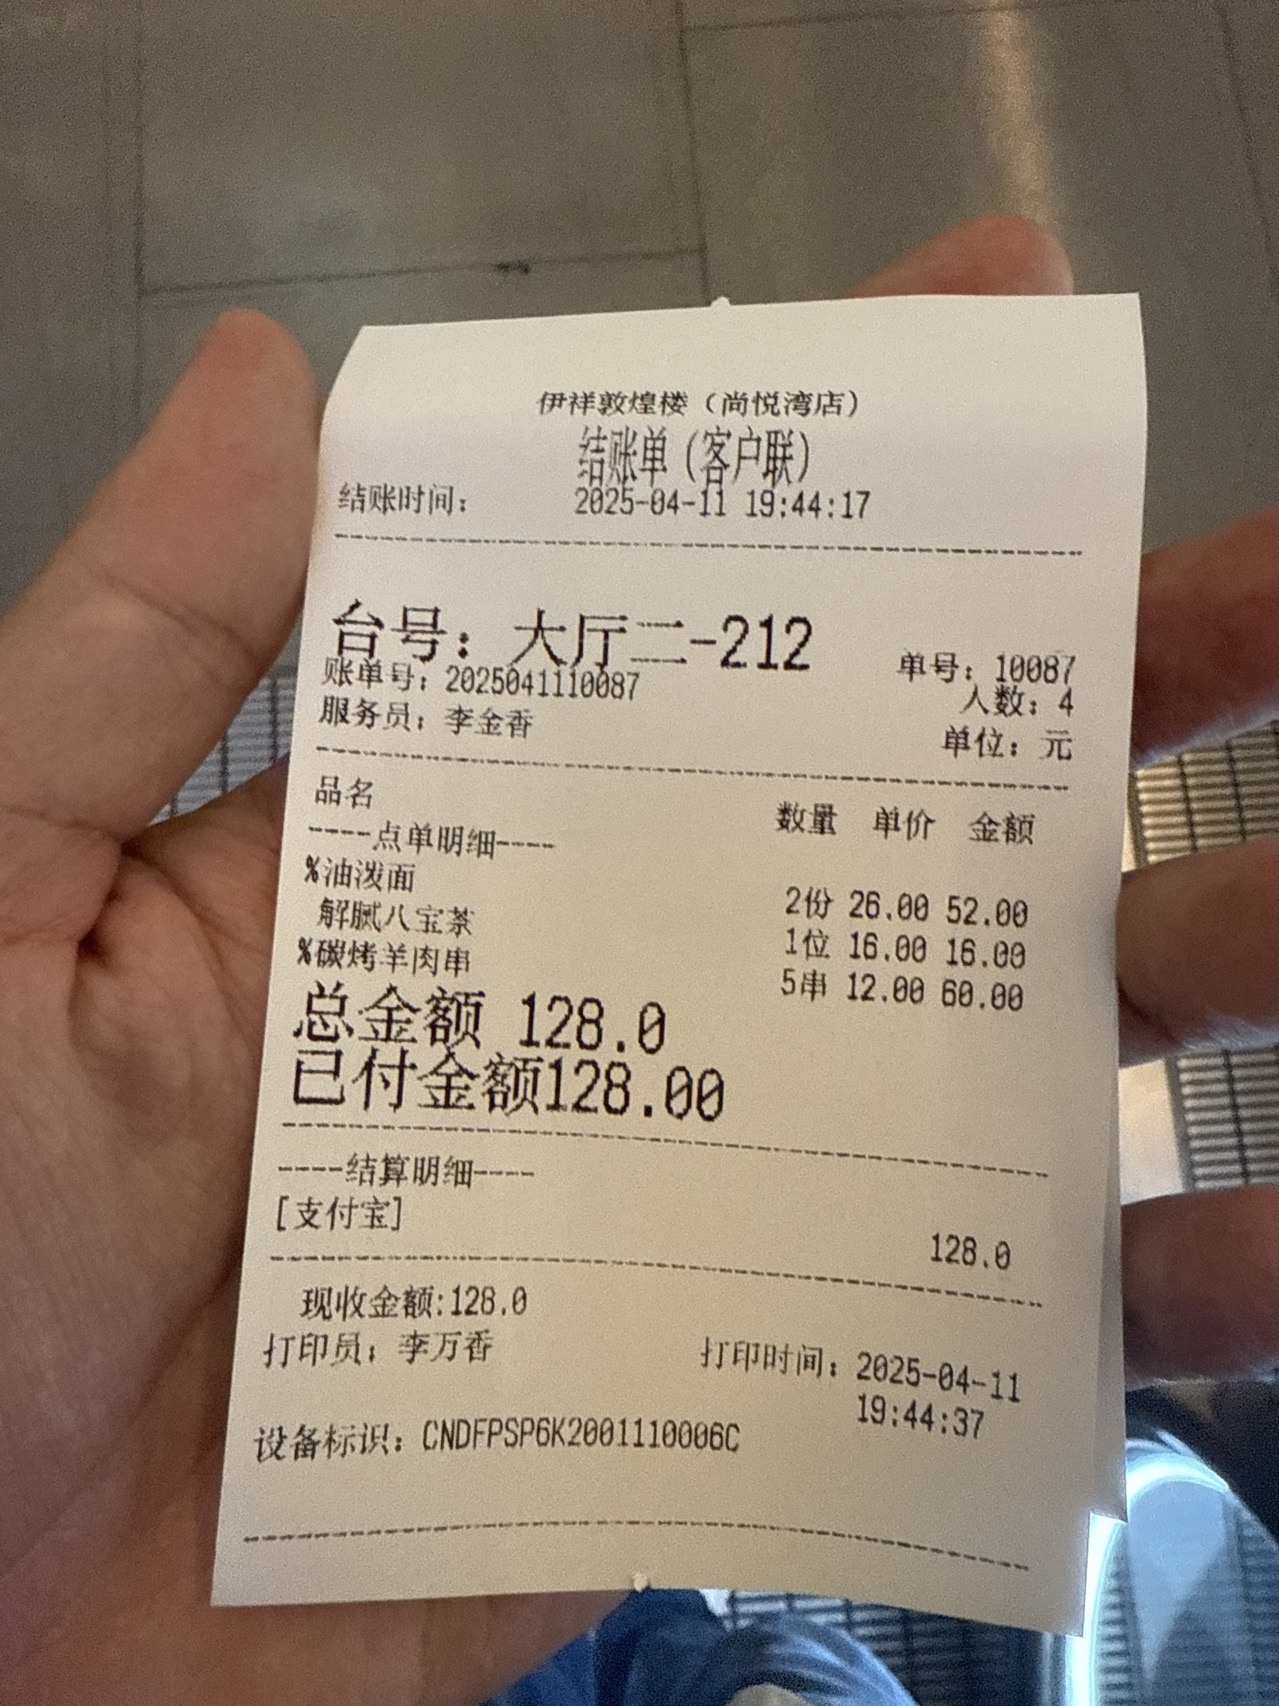 伊祥敦煌楼（尚悦湾店）
结账单（客户联）
结账时间： 2025-04-11 19:44:17
台号：大厅二-212
单号：10087
账单号：2025041110087
人数：4
服务员：李金香
单位：元
品名 数量 单价 金额
----点单明细----
%油泼面 2份 26.00 52.00
解腻八宝茶 1位 16.00 16.00
%碳烤羊肉串 5串 12.00 60.00
总金额 128.0
已付金额128.00
----结算明细----
[支付宝] 128.0
现收金额:128.0
打印员：李万香 打印时间：2025-04-11
19:44:37
设备标识：CNDFPSP6K2001110006C